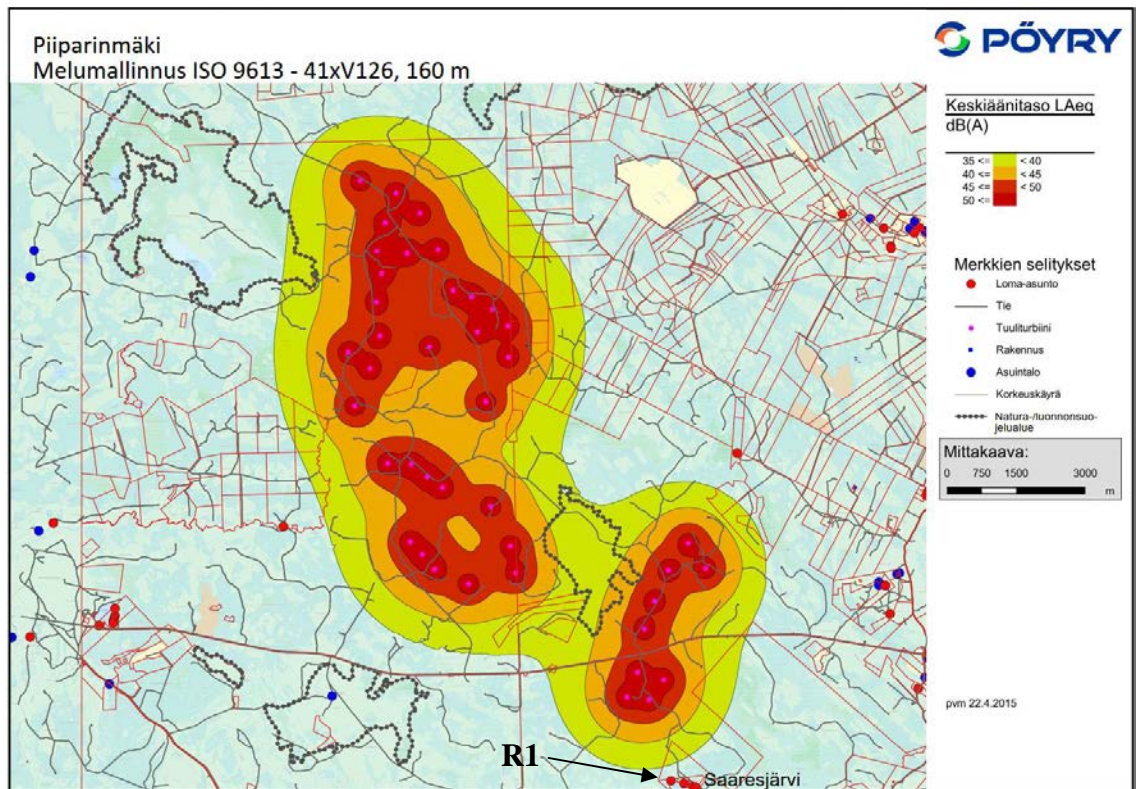 Piiparinmäki
Melumallinnus ISO 9613 - 41xV126, 160 m
PÖYRY
Keskiäänitaso LAeq
dB(A)
35 <= < 40
40 <= < 45
45 <= < 50
50 <=
Merkkien selitykset
Loma-asunto
Tie
Tuuliturbiini
Rakennus
Asuintalo
Korkeuskäyrä
Natura-/luonnonsuo-
jelualue
Mittakaava:
0 750 1500 3000
m
pvm 22.4.2015
R1
Saaresjärvi